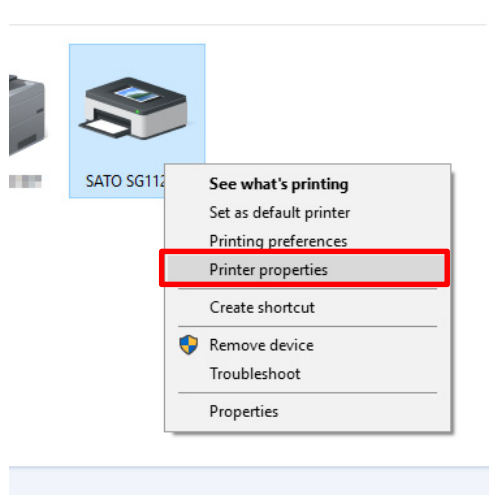 SATO SG112
See what's printing
Set as default printer
Printing preferences
Printer properties
Create shortcut
Remove device
Troubleshoot
Properties